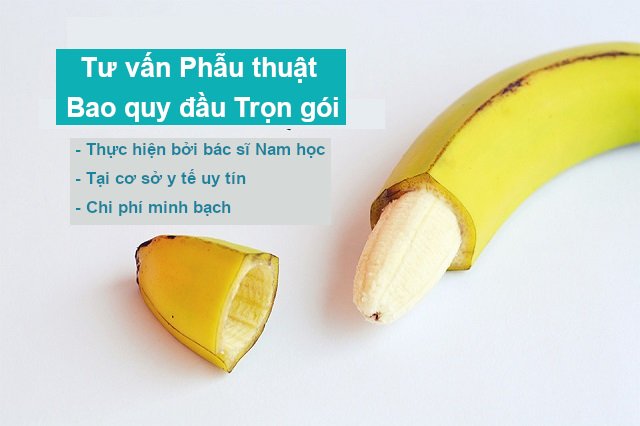 Tư vấn Phẫu thuật
Bao quy đầu Trọn gói
- Thực hiện bởi bác sĩ Nam học
- Tại cơ sở y tế uy tín
- Chi phí minh bạch